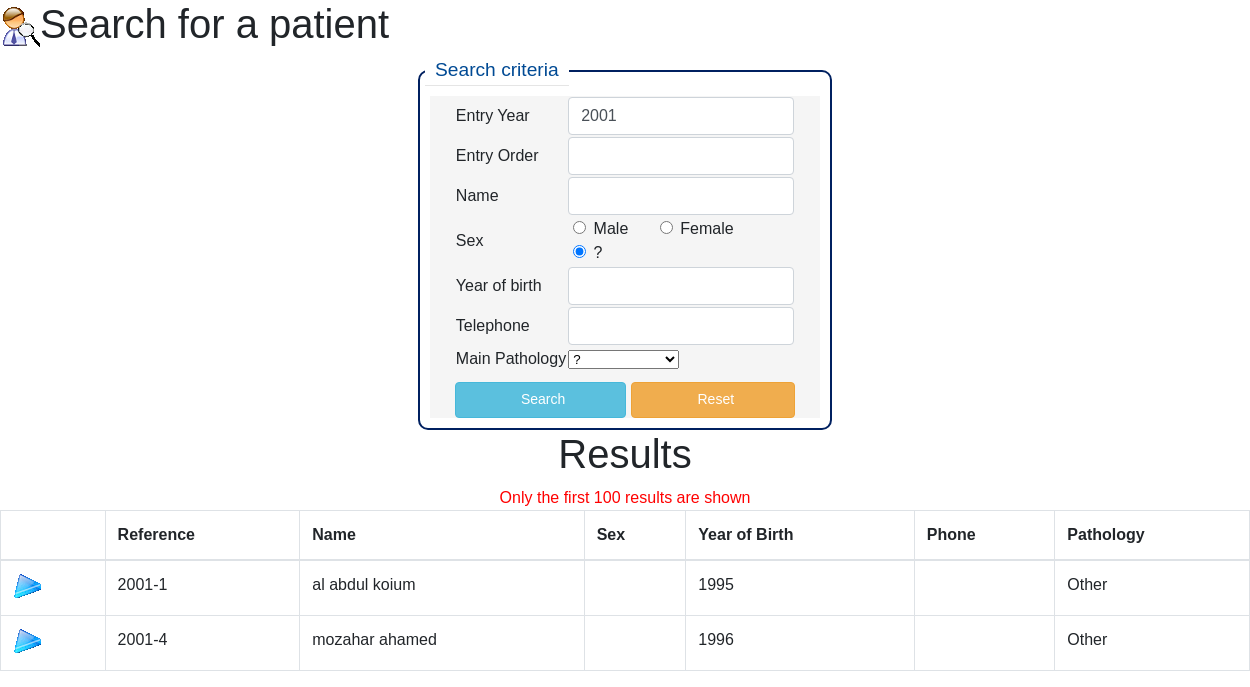 Search for a patient
Search criteria
Entry Year 2001
Entry Order
Name
Sex Male Female
?
Year of birth
Telephone
Main Pathology ?
Search Reset
Results
Only the first 100 results are shown
Reference Name Sex Year of Birth Phone Pathology
2001-1 al abdul koium 1995 Other
2001-4 mozahar ahamed 1996 Other